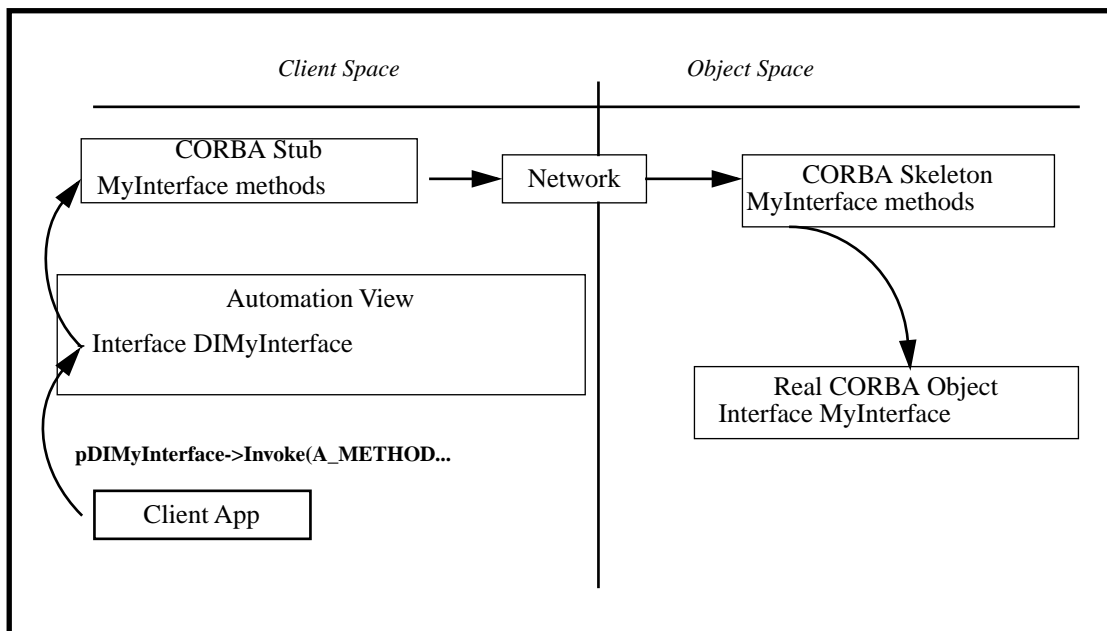 Client Space
Object Space
CORBA Stub
MyInterface methods
Network
CORBA Skeleton
MyInterface methods
Automation View
Interface DIMyInterface
Real CORBA Object
Interface MyInterface
pDIMyInterface->Invoke(A_METHOD...
Client App